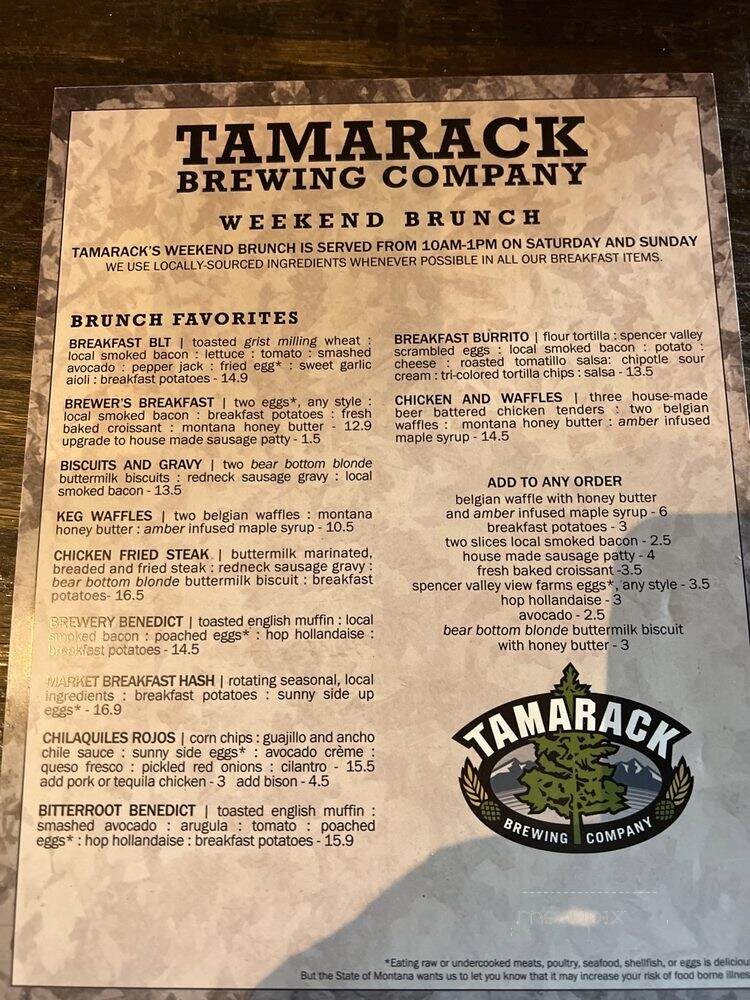 TAMARACK
BREWING COMPANY
WEEKEND BRUNCH
TAMARACK'S WEEKEND BRUNCH IS SERVED FROM 10AM-1PM ON SATURDAY AND SUNDAY
WE USE LOCALLY-SOURCED INGREDIENTS WHENEVER POSSIBLE IN ALL OUR BREAKFAST ITEMS.
BRUNCH FAVORITES
BREAKFAST BLT | toasted grist milling wheat :
local smoked bacon : lettuce : tomato : smashed
avocado : pepper jack : fried egg* : sweet garlic
aioli : breakfast potatoes - 14.9
BREWER'S BREAKFAST | two eggs*, any style :
local smoked bacon : breakfast potatoes : fresh
baked croissant : montana honey butter - 12.9
upgrade to house made sausage patty - 1.5
BISCUITS AND GRAVY | two bear bottom blonde
buttermilk biscuits : redneck sausage gravy : local
smoked bacon - 13.5
KEG WAFFLES | two belgian waffles : montana
honey butter : amber infused maple syrup - 10.5
CHICKEN FRIED STEAK | buttermilk marinated,
breaded and fried steak : redneck sausage gravy :
bear bottom blonde buttermilk biscuit : breakfast
potatoes- 16.5
BREWERY BENEDICT | toasted english muffin : local
smoked bacon : poached eggs* : hop hollandaise :
breakfast potatoes - 14.5
MARKET BREAKFAST HASH | rotating seasonal, local
ingredients : breakfast potatoes : sunny side up
eggs* - 16.9
CHILAQUILES ROJOS | corn chips : guajillo and ancho
chile sauce : sunny side eggs* : avocado crème :
queso fresco : pickled red onions : cilantro - 15.5
add pork or tequila chicken - 3 add bison - 4.5
BITTERROOT BENEDICT | toasted english muffin :
smashed avocado : arugula : tomato : poached
eggs* : hop hollandaise : breakfast potatoes - 15.9
BREAKFAST BURRITO | flour tortilla : spencer valley
scrambled eggs : local smoked bacon : potato :
cheese : roasted tomatillo salsa: chipotle sour
cream : tri-colored tortilla chips : salsa - 13.5
CHICKEN AND WAFFLES | three house-made
beer battered chicken tenders : two belgian
waffles : montana honey butter : amber infused
maple syrup - 14.5
ADD TO ANY ORDER
belgian waffle with honey butter
and amber infused maple syrup - 6
breakfast potatoes - 3
two slices local smoked bacon - 2.5
house made sausage patty - 4
fresh baked croissant -3.5
spencer valley view farms eggs*, any style - 3.5
hop hollandaise - 3
avocado - 2.5
bear bottom blonde buttermilk biscuit
with honey butter - 3
TAMARACK
BREWING COMPANY
*Eating raw or undercooked meats, poultry, seafood, shellfish, or eggs is deliciou
But the State of Montana wants us to let you know that it may increase your risk of food borne illnes